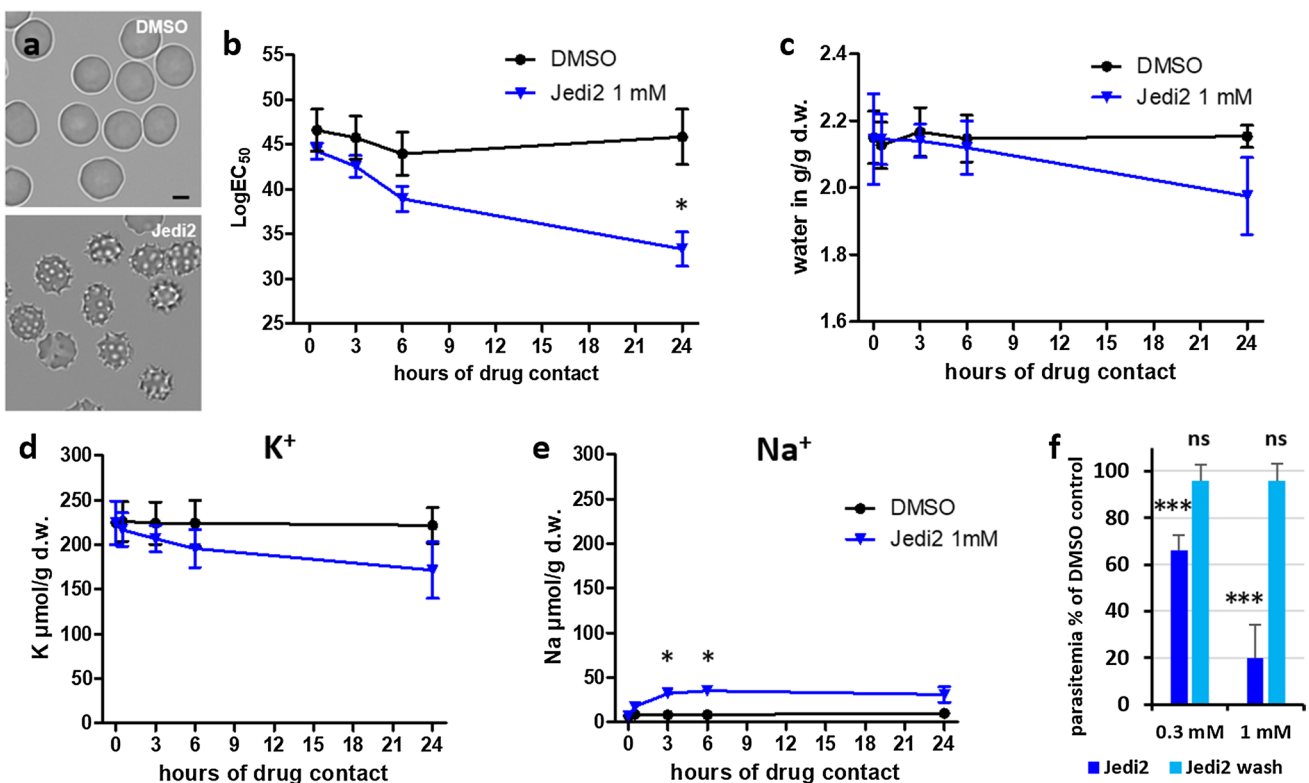 a
DMSO
Jedi2
b
55
50
45
40
35
30
25
LogEC50
DMSO
Jedi2 1 mM
*
0 3 6 9 12 15 18 21 24
hours of drug contact
c
2.4
2.2
2.0
1.8
1.6
water in g/g d.w.
DMSO
Jedi2 1 mM
0 3 6 9 12 15 18 21 24
hours of drug contact
d
K+
300
250
200
150
100
50
0
K µmol/g d.w.
0 3 6 9 12 15 18 21 24
hours of drug contact
e
Na+
300
250
200
150
100
50
0
Na µmol/g d.w.
DMSO
Jedi2 1mM
* *
0 3 6 9 12 15 18 21 24
hours of drug contact
f
ns ns
*** ***
100
80
60
40
20
0
parasitemia % of DMSO control
0.3 mM 1 mM
Jedi2 Jedi2 wash